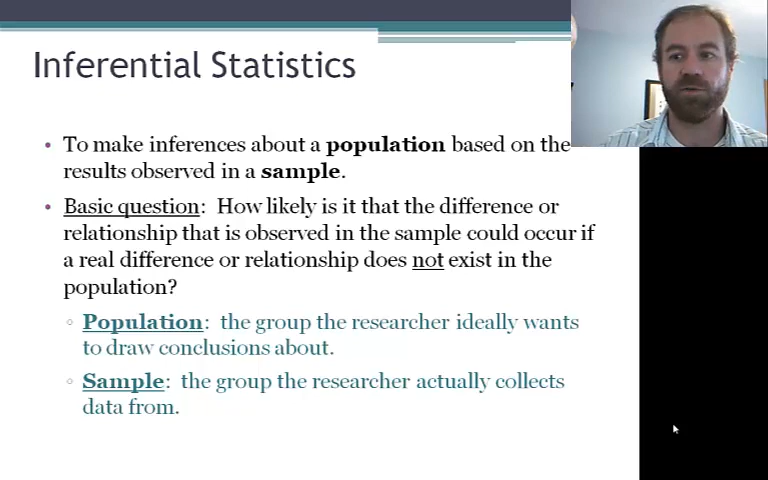 Inferential Statistics
• To make inferences about a population based on the
results observed in a sample.
• Basic question: How likely is it that the difference or
relationship that is observed in the sample could occur if
a real difference or relationship does not exist in the
population?
◦ Population: the group the researcher ideally wants
to draw conclusions about.
◦ Sample: the group the researcher actually collects
data from.